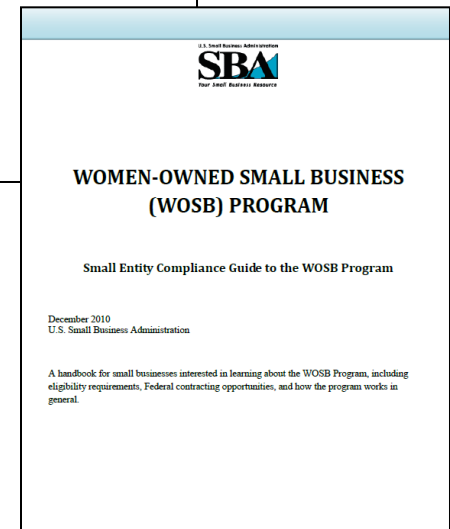 U.S. Small Business Administration
SBA
Your Small Business Resource
WOMEN-OWNED SMALL BUSINESS
(WOSB) PROGRAM
Small Entity Compliance Guide to the WOSB Program
December 2010
U.S. Small Business Administration
A handbook for small businesses interested in learning about the WOSB Program, including
eligibility requirements, Federal contracting opportunities, and how the program works in
general.